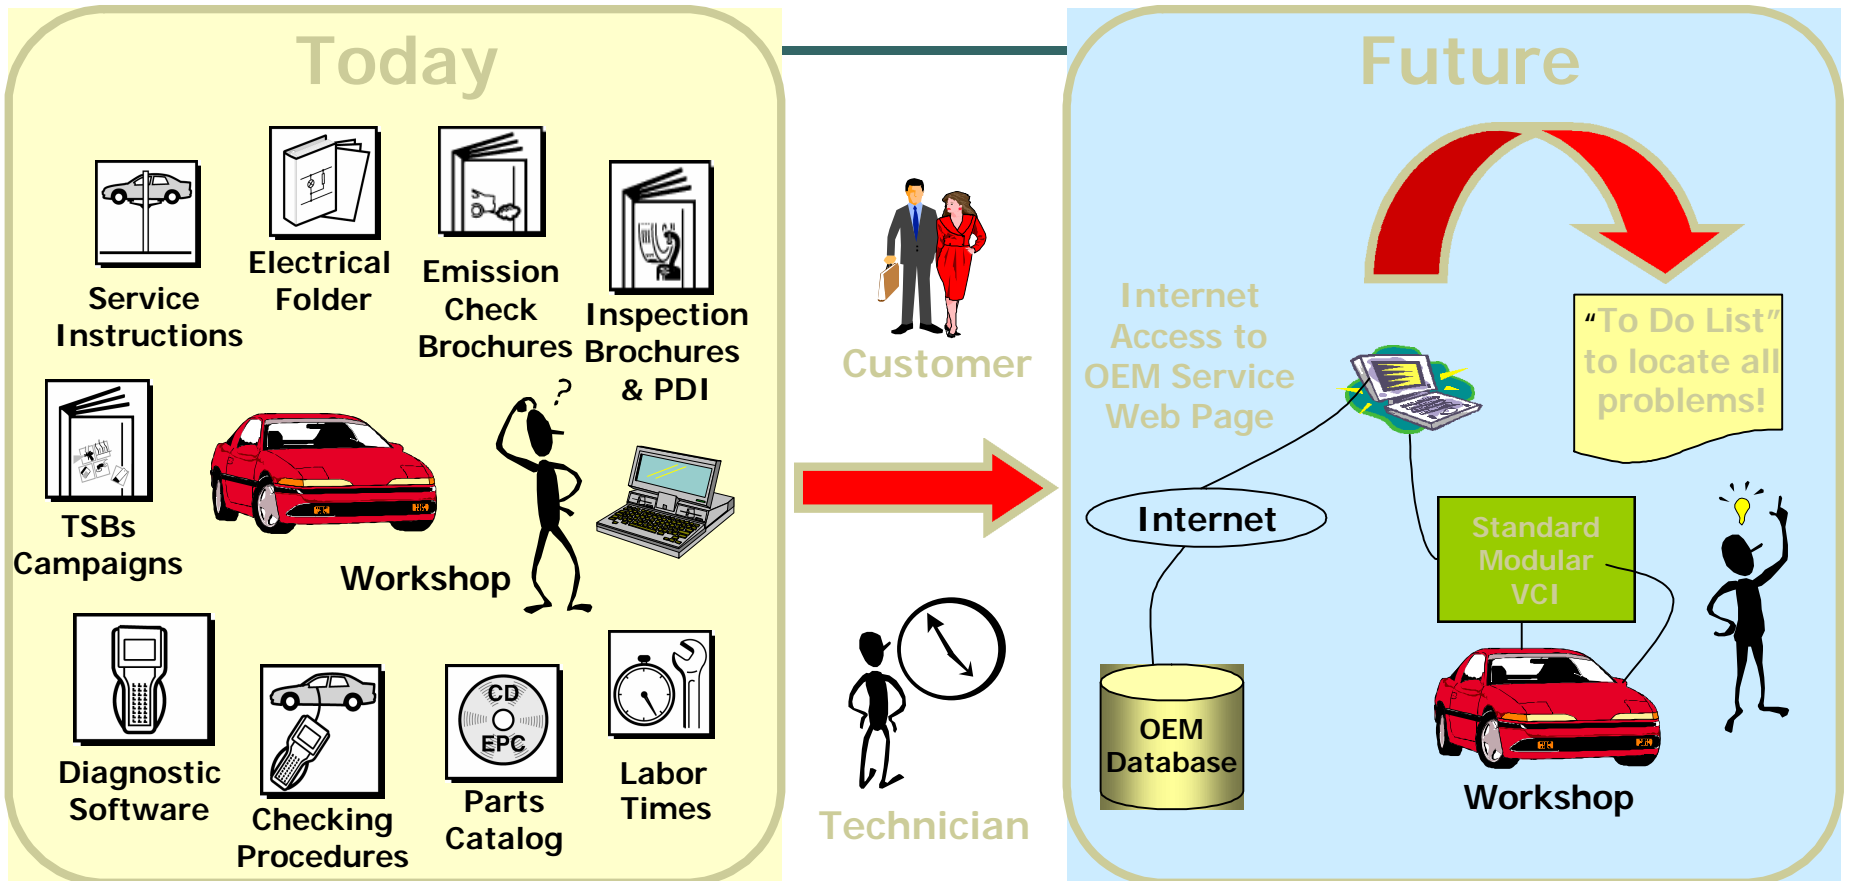 Today
Service
Instructions
Electrical
Folder
Emission
Check
Brochures
Inspection
Brochures
& PDI
?
TSBs
Campaigns
Workshop
Diagnostic
Software
Checking
Procedures
CD
EPC
Parts
Catalog
Labor
Times
Customer
Technician
Future
Internet
Access to
OEM Service
Web Page
“To Do List”
to locate all
problems!
Internet
Standard
Modular
VCI
OEM
Database
Workshop